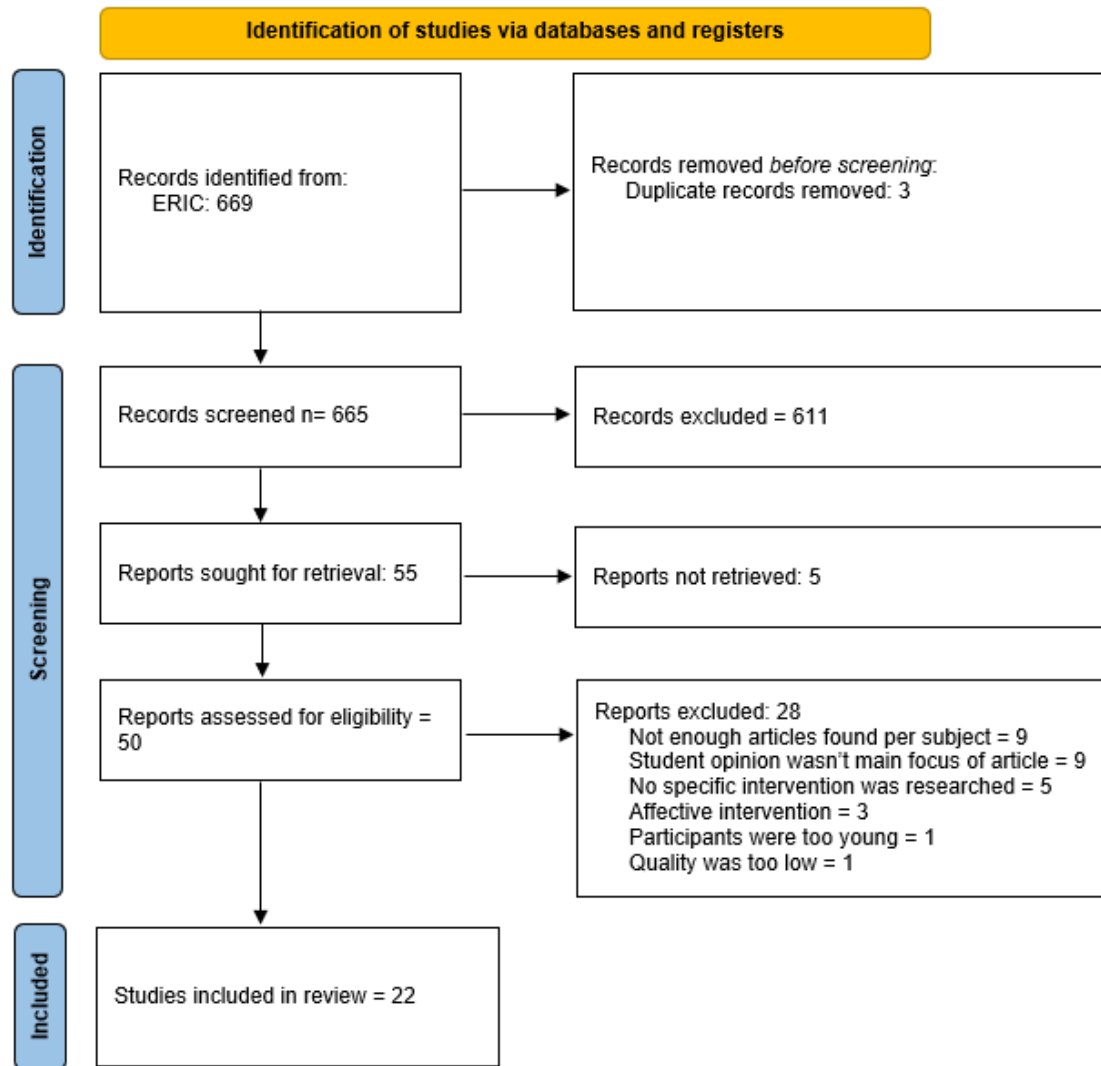 Identification of studies via databases and registers
Identification
Records identified from:
ERIC: 669
Records removed before screening:
Duplicate records removed: 3
Screening
Records screened n= 665
Records excluded = 611
Reports sought for retrieval: 55
Reports not retrieved: 5
Reports assessed for eligibility =
50
Reports excluded: 28
Not enough articles found per subject = 9
Student opinion wasn’t main focus of article = 9
No specific intervention was researched = 5
Affective intervention = 3
Participants were too young = 1
Quality was too low = 1
Included
Studies included in review = 22